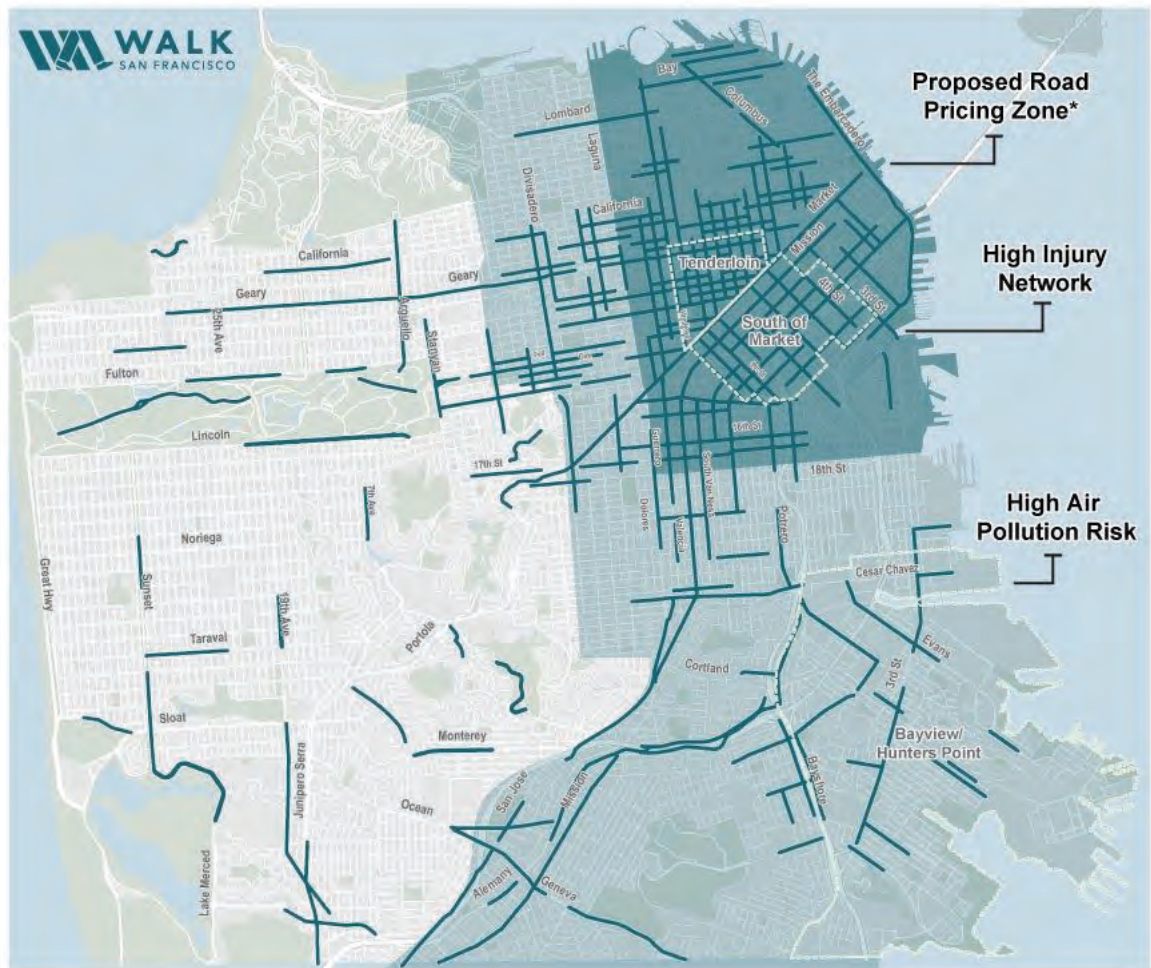 WALK
SAN FRANCISCO
Proposed Road
Pricing Zone*
High Injury
Network
High Air
Pollution Risk
Bay
Columbus
The Embarcadero
Lombard
Laguna
Divisadero
California
Market
Mission
Tenderloin
4th St
3rd St
South of
Market
California
Geary
Geary
25th Ave
Arguello
Stanyan
Fulton
Lincoln
17th St
16th St
18th St
Guerrero
South Van Ness
Dolores
Valencia
Potrero
7th Ave
Noriega
Great Hwy
Sunset
19th Ave
Taraval
Portola
Cesar Chavez
Evans
3rd St
Cortland
Sloat
Monterey
Bayview/
Hunters Point
Bayshore
Junipero Serra
San Jose
Mission
Ocean
Lake Merced
Alemany
Geneva